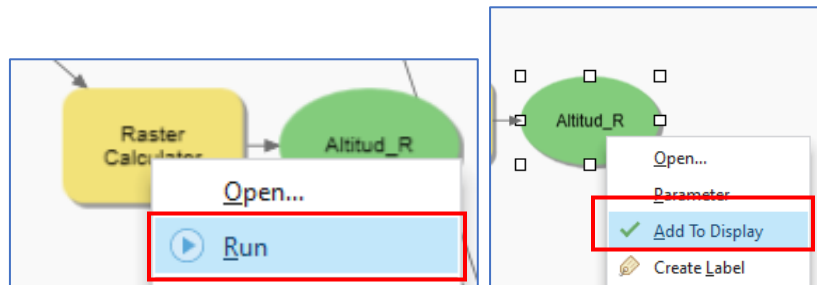 Raster
Calculator
Altitud_R
Open...
Run
Altitud_R
Open...
Parameter
Add To Display
Create Label